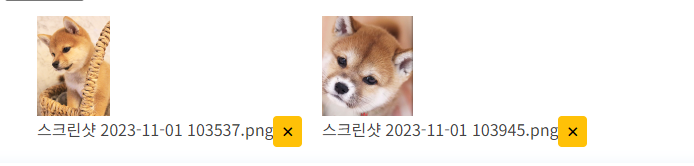 스크린샷 2023-11-01 103537.png ×
스크린샷 2023-11-01 103945.png ×